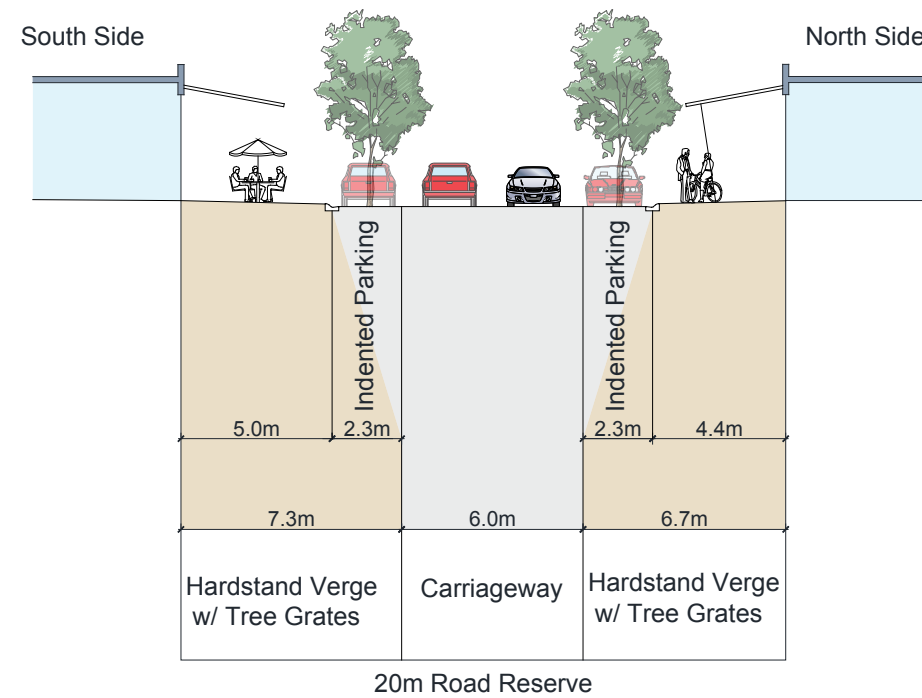 South Side
North Side
Indented Parking
Indented Parking
5.0m
2.3m
2.3m
4.4m
7.3m
6.0m
6.7m
Hardstand Verge
w/ Tree Grates
Carriageway
Hardstand Verge
w/ Tree Grates
20m Road Reserve